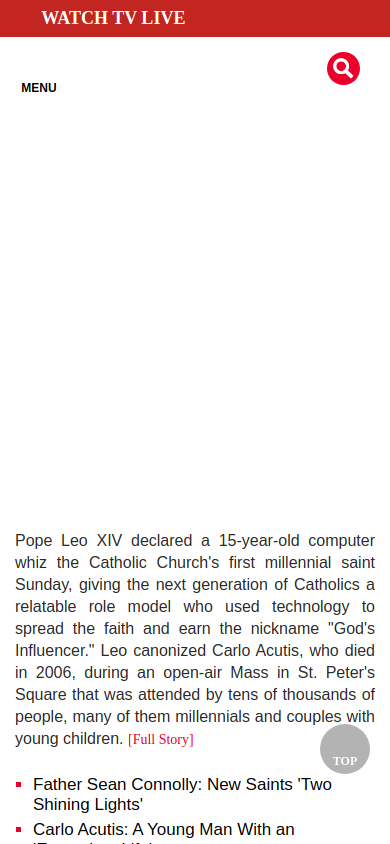 WATCH TV LIVE
MENU
Pope Leo XIV declared a 15-year-old computer
whiz the Catholic Church's first millennial saint
Sunday, giving the next generation of Catholics a
relatable role model who used technology to
spread the faith and earn the nickname "God's
Influencer." Leo canonized Carlo Acutis, who died
in 2006, during an open-air Mass in St. Peter's
Square that was attended by tens of thousands of
people, many of them millennials and couples with
young children. [Full Story]
TOP
Father Sean Connolly: New Saints 'Two
Shining Lights'
Carlo Acutis: A Young Man With an